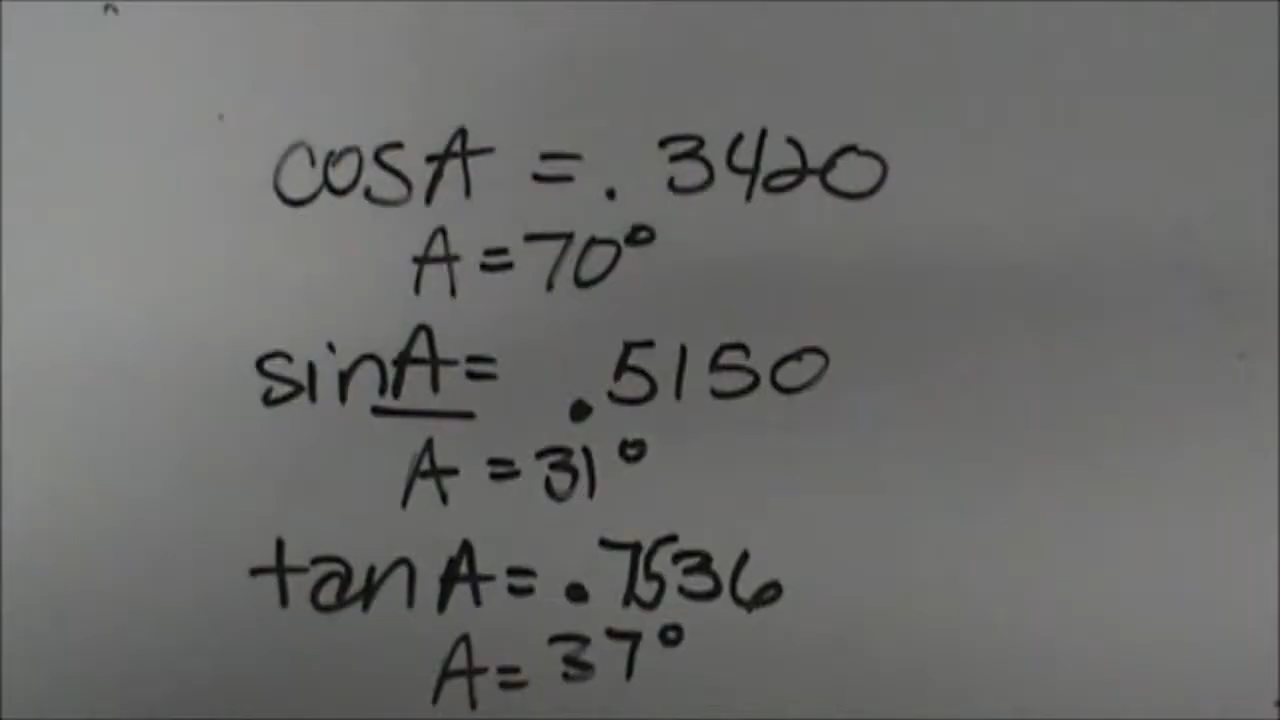 cosA = .3420
A = 70°
sinA = .5150
A = 31°
tanA = .7536
A = 37°